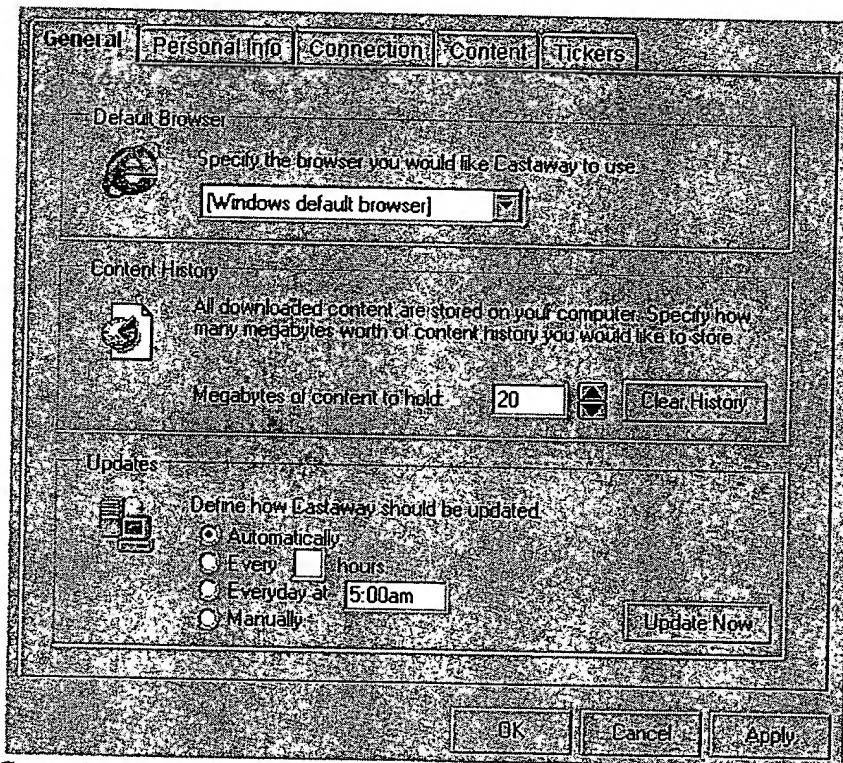 General Personal Info Connection Content Tickers
Default Browser
Specify the browser you would like Castaway to use
[Windows default browser]
Content History
All downloaded content are stored on your computer. Specify how
many megabytes worth of content history you would like to store.
Megabytes of content to hold: 20 Clear History
Updates
Define how Castaway should be updated.
Automatically
Every hours
Everyday at 5:00am
Manually
Update Now
OK Cancel Apply